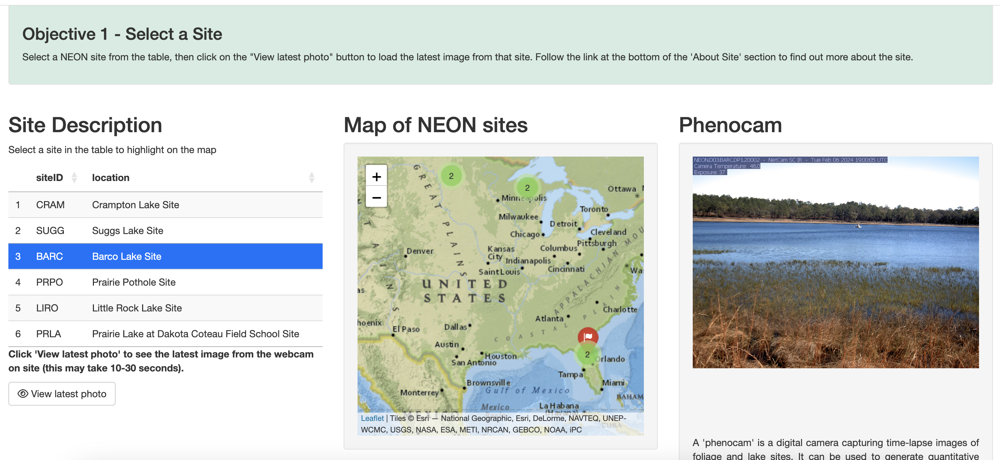 Objective 1 - Select a Site
Select a NEON site from the table, then click on the "View latest photo" button to load the latest image from that site. Follow the link at the bottom of the 'About Site' section to find out more about the site.
Site Description
Select a site in the table to highlight on the map
siteID location
1 CRAM Crampton Lake Site
2 SUGG Suggs Lake Site
3 BARC Barco Lake Site
4 PRPO Prairie Pothole Site
5 LIRO Little Rock Lake Site
6 PRLA Prairie Lake at Dakota Coteau Field School Site
Click 'View latest photo' to see the latest image from the webcam
on site (this may take 10-30 seconds).
View latest photo
Map of NEON sites
+
−
2
2
GREAT PLAINS
Ottawa
Minneapolis
Toronto
Milwaukee
Detroit
Chicago
Cleveland
Pittsburgh
Denver
Kansas
City
Columbus
Indianapolis
Saint Louis
Cincinnati
UNITED
STATES
APPALACHIAN MOU
Was
as
Charlotte
Atlanta
hoenix
El Paso
Dallas
COASTAL PLAIN
Austin
2
Houston
Orlando
San Antonio
Tampa
Brownsville
Miami
Gulf of Mexico
Monterrey
BAHAM
Mexico
La Habana
(Havana)
MEXICO
Basin
CUBA
Leaflet | Tiles © Esri — National Geographic, Esri, DeLorme, NAVTEQ, UNEP-
WCMC, USGS, NASA, ESA, METI, NRCAN, GEBCO, NOAA, iPC
Phenocam
NEON.D03.BARC.DP1.20002 - NetCam SC IR - Tue Feb 06 2024 19:00:05 UTC
Camera Temperature: 46.0
Exposure: 37
A 'phenocam' is a digital camera capturing time-lapse images of
foliage and lake sites. It can be used to generate quantitative